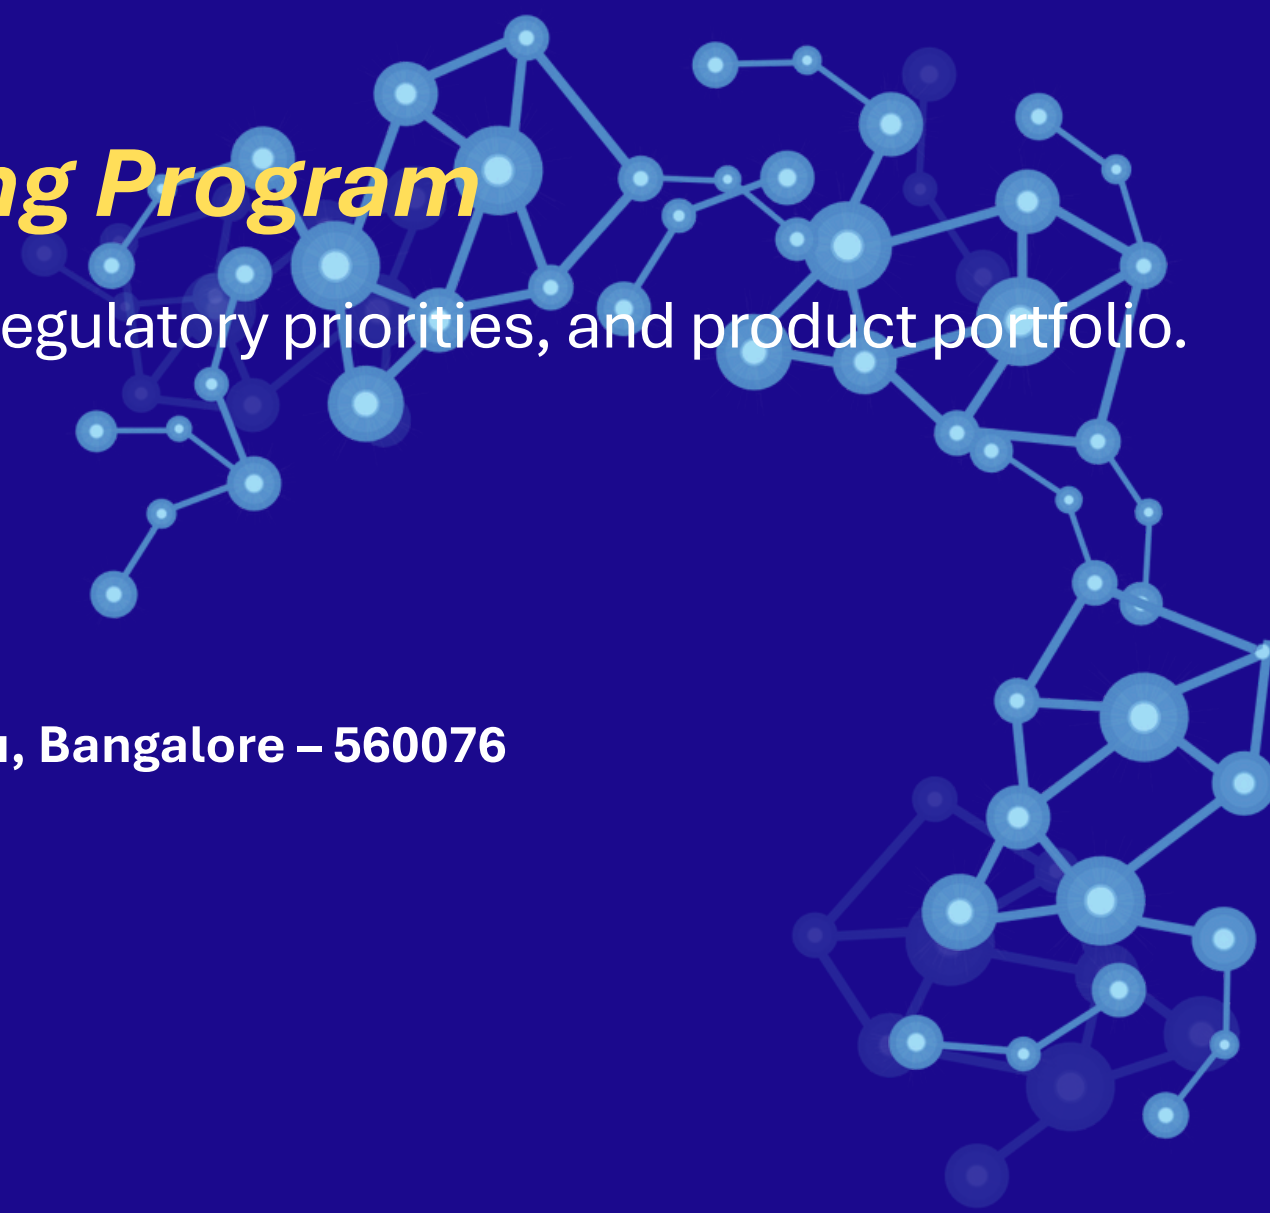 ng Program
egulatory priorities, and product portfolio.
u, Bangalore – 560076